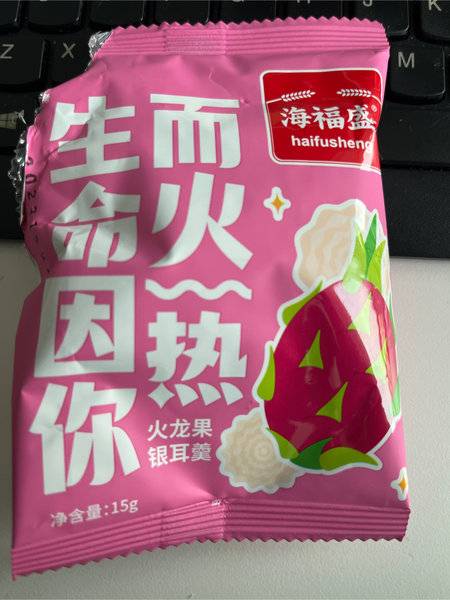 海福盛®
haifusheng
生命因你
而火热
火龙果
银耳羹
净含量:15g